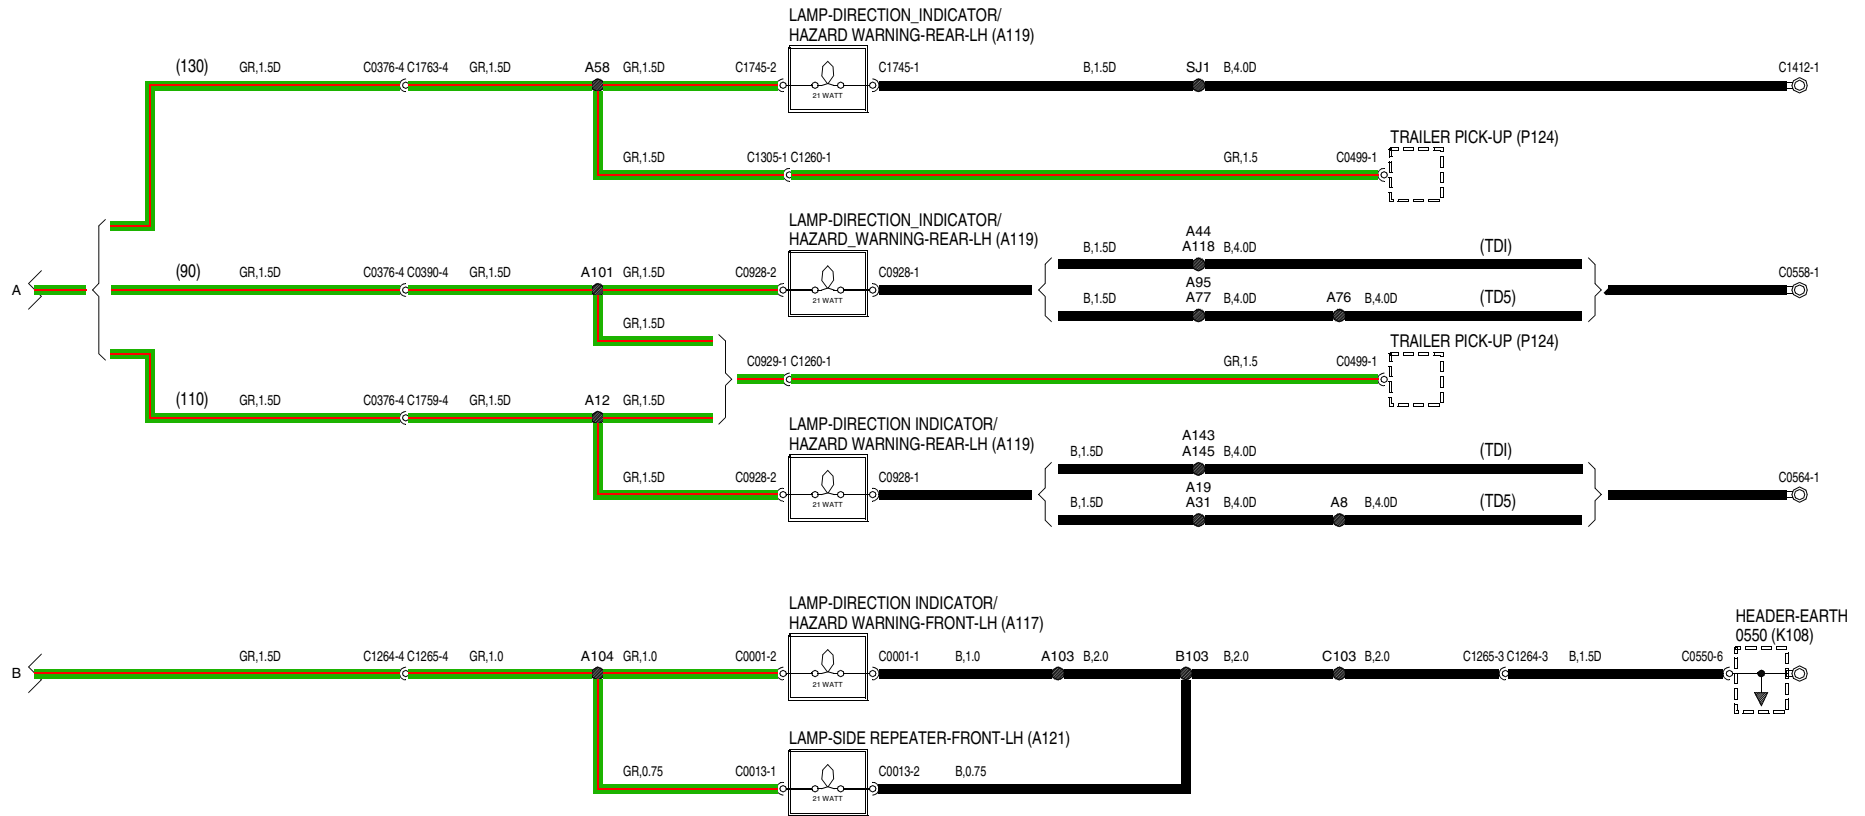 LAMP-DIRECTION_INDICATOR/
HAZARD WARNING-REAR-LH (A119)
(130) GR,1.5D C0376-4 C1763-4 GR,1.5D A58 GR,1.5D C1745-2 C1745-1 B,1.5D SJ1 B,4.0D C1412-1
21 WATT
TRAILER PICK-UP (P124)
GR,1.5D C1305-1 C1260-1 GR,1.5 C0499-1
LAMP-DIRECTION_INDICATOR/
HAZARD_WARNING-REAR-LH (A119)
A44
B,1.5D A118 B,4.0D (TDI)
A (90) GR,1.5D C0376-4 C0390-4 GR,1.5D A101 GR,1.5D C0928-2 C0928-1 C0558-1
21 WATT
A95
B,1.5D A77 B,4.0D A76 B,4.0D (TD5)
GR,1.5D
TRAILER PICK-UP (P124)
C0929-1 C1260-1 GR,1.5 C0499-1
(110) GR,1.5D C0376-4 C1759-4 GR,1.5D A12 GR,1.5D
LAMP-DIRECTION INDICATOR/
HAZARD WARNING-REAR-LH (A119)
A143
B,1.5D A145 B,4.0D (TDI)
GR,1.5D C0928-2 C0928-1 C0564-1
21 WATT
A19
B,1.5D A31 B,4.0D A8 B,4.0D (TD5)
LAMP-DIRECTION INDICATOR/
HAZARD WARNING-FRONT-LH (A117)
HEADER-EARTH
0550 (K108)
B GR,1.5D C1264-4 C1265-4 GR,1.0 A104 GR,1.0 C0001-2 C0001-1 B,1.0 A103 B,2.0 B103 B,2.0 C103 B,2.0 C1265-3 C1264-3 B,1.5D C0550-6
21 WATT
LAMP-SIDE REPEATER-FRONT-LH (A121)
GR,0.75 C0013-1 C0013-2 B,0.75
21 WATT